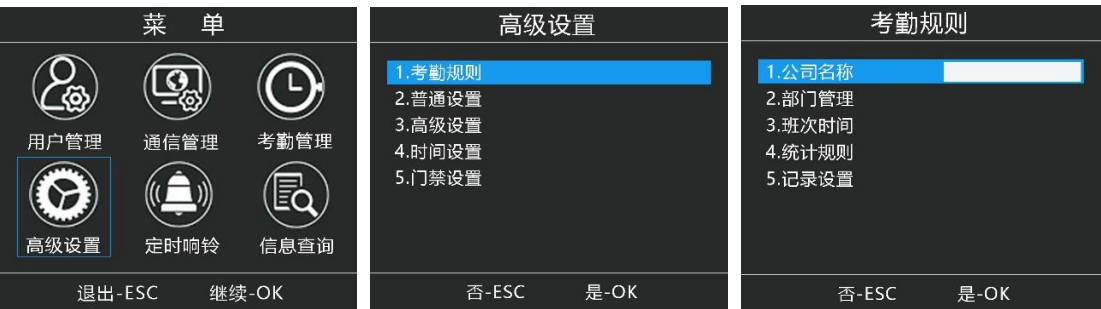 菜 单
用户管理 通信管理 考勤管理
高级设置 定时响铃 信息查询
退出-ESC 继续-OK
高级设置
1.考勤规则
2.普通设置
3.高级设置
4.时间设置
5.门禁设置
否-ESC 是-OK
考勤规则
1.公司名称
2.部门管理
3.班次时间
4.统计规则
5.记录设置
否-ESC 是-OK